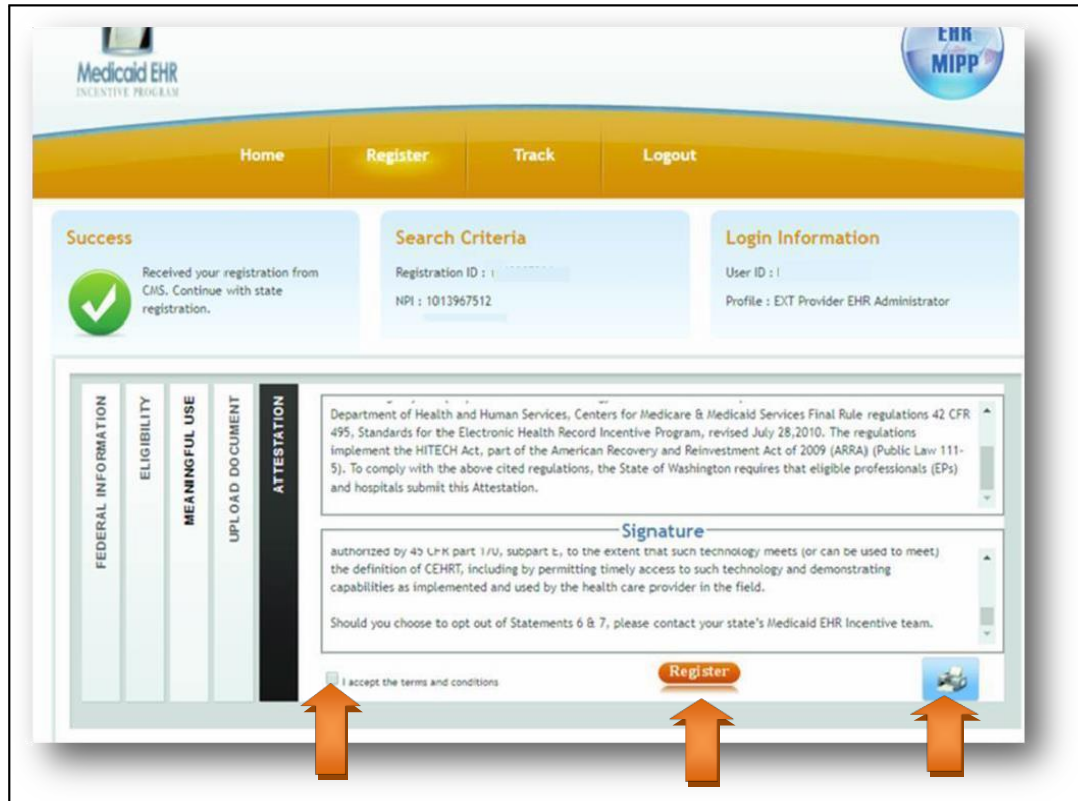 Medicaid EHR
INCENTIVE PROGRAM
EHR
MIPP
Home Register Track Logout
Success
Received your registration from
CMS. Continue with state
registration.
Search Criteria
Registration ID :
NPI : 1013967512
Login Information
User ID :
Profile : EXT Provider EHR Administrator
FEDERAL INFORMATION
ELIGIBILITY
MEANINGFUL USE
UPLOAD DOCUMENT
ATTESTATION
Department of Health and Human Services, Centers for Medicare & Medicaid Services Final Rule regulations 42 CFR
495, Standards for the Electronic Health Record Incentive Program, revised July 28,2010. The regulations
implement the HITECH Act, part of the American Recovery and Reinvestment Act of 2009 (ARRA) (Public Law 111-
5). To comply with the above cited regulations, the State of Washington requires that eligible professionals (EPs)
and hospitals submit this Attestation.
Signature
authorized by 45 CFR part 170, subpart E, to the extent that such technology meets (or can be used to meet)
the definition of CEHRT, including by permitting timely access to such technology and demonstrating
capabilities as implemented and used by the health care provider in the field.
Should you choose to opt out of Statements 6 & 7, please contact your state's Medicaid EHR Incentive team.
I accept the terms and conditions
Register